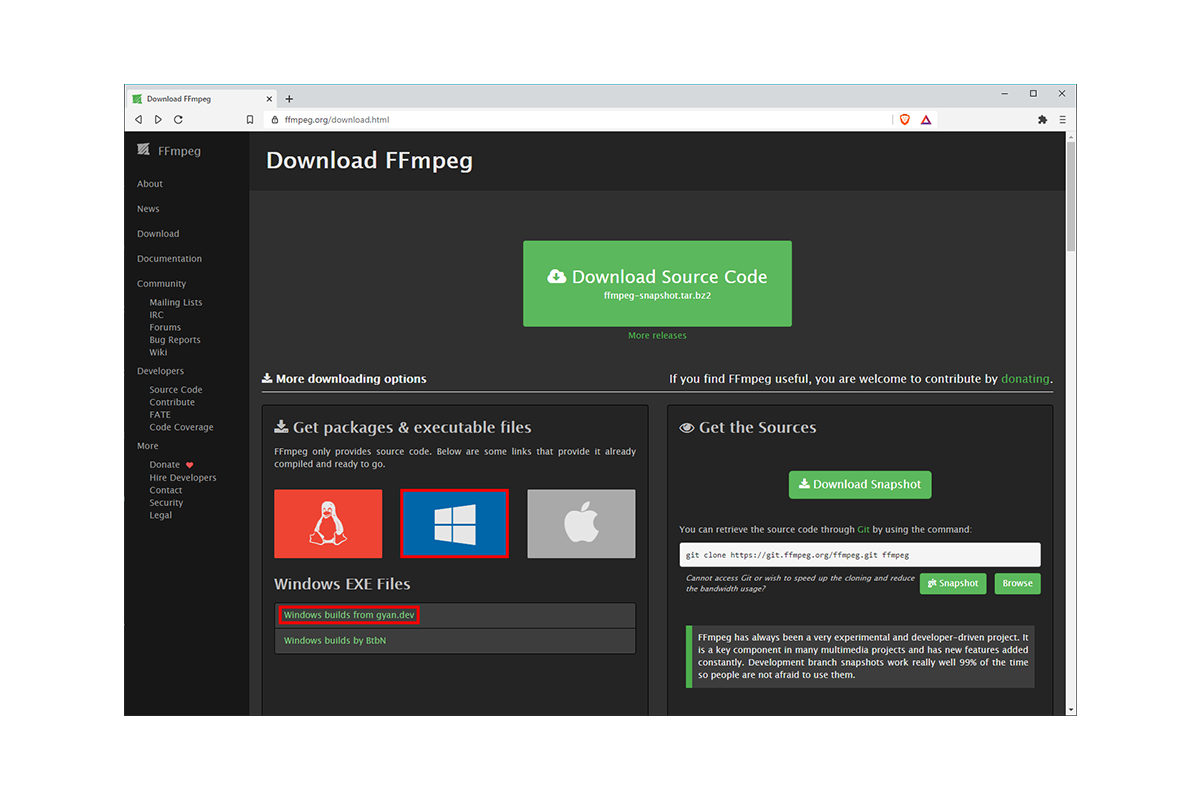 Download FFmpeg
ffmpeg.org/download.html
FFmpeg
About
News
Download
Documentation
Community
Mailing Lists
IRC
Forums
Bug Reports
Wiki
Developers
Source Code
Contribute
FATE
Code Coverage
More
Donate
Hire Developers
Contact
Security
Legal
Download FFmpeg
Download Source Code
ffmpeg-snapshot.tar.bz2
More releases
More downloading options
If you find FFmpeg useful, you are welcome to contribute by donating.
Get packages & executable files
FFmpeg only provides source code. Below are some links that provide it already
compiled and ready to go.
Windows EXE Files
Windows builds from gyan.dev
Windows builds by BtbN
Get the Sources
Download Snapshot
You can retrieve the source code through Git by using the command:
git clone https://git.ffmpeg.org/ffmpeg.git ffmpeg
Cannot access Git or wish to speed up the cloning and reduce
the bandwidth usage?
git Snapshot
Browse
FFmpeg has always been a very experimental and developer-driven project. It
is a key component in many multimedia projects and has new features added
constantly. Development branch snapshots work really well 99% of the time
so people are not afraid to use them.